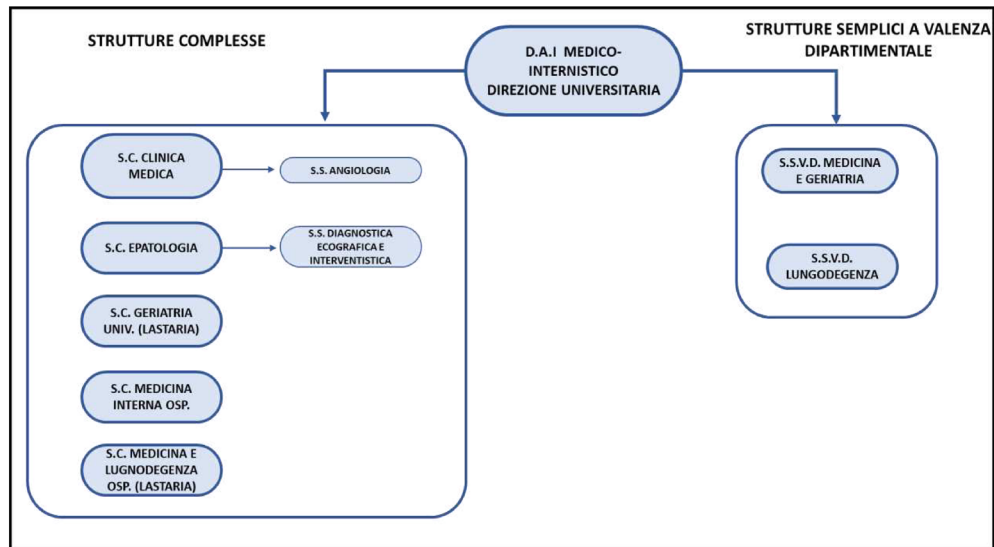 STRUTTURE COMPLESSE
D.A.I MEDICO-
INTERNISTICO
DIREZIONE UNIVERSITARIA
STRUTTURE SEMPLICI A VALENZA
DIPARTIMENTALE
S.C. CLINICA
MEDICA
S.S. ANGIOLOGIA
S.C. EPATOLOGIA
S.S. DIAGNOSTICA
ECOGRAFICA E
INTERVENTISTICA
S.C. GERIATRIA
UNIV. (LASTARIA)
S.C. MEDICINA
INTERNA OSP.
S.C. MEDICINA E
LUGNODEGENZA
OSP. (LASTARIA)
S.S.V.D. MEDICINA
E GERIATRIA
S.S.V.D.
LUNGODEGENZA